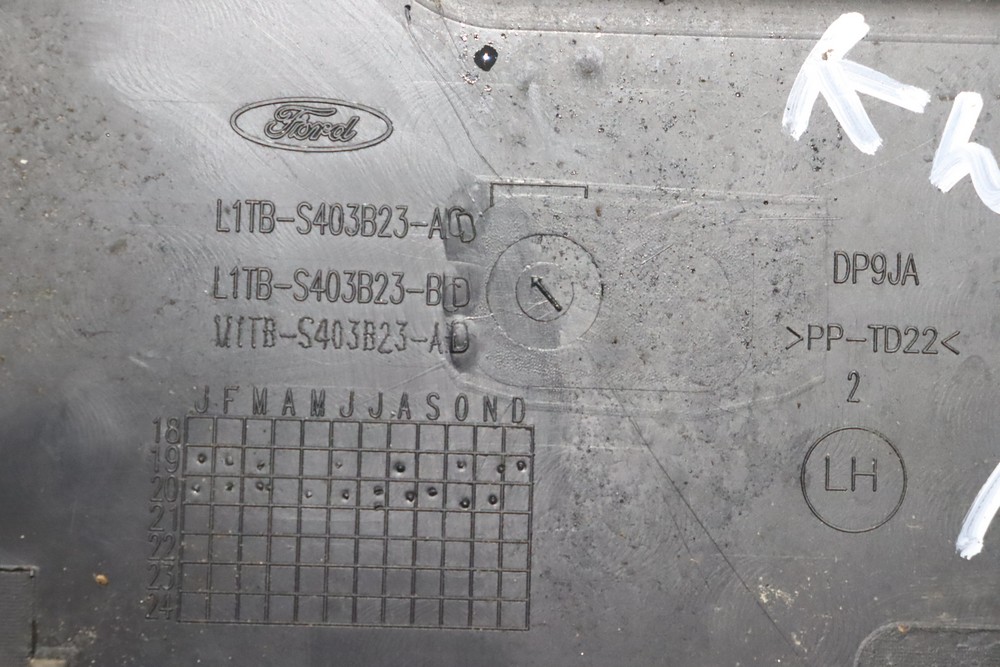 Ford
L1TB-S403B23-AD
L1TB-S403B23-BD
M1TB-S403B23-AD
DP9JA
>PP-TD22<
2
LH
J F M A M J J A S O N D
18
19
20
21
22
23
24